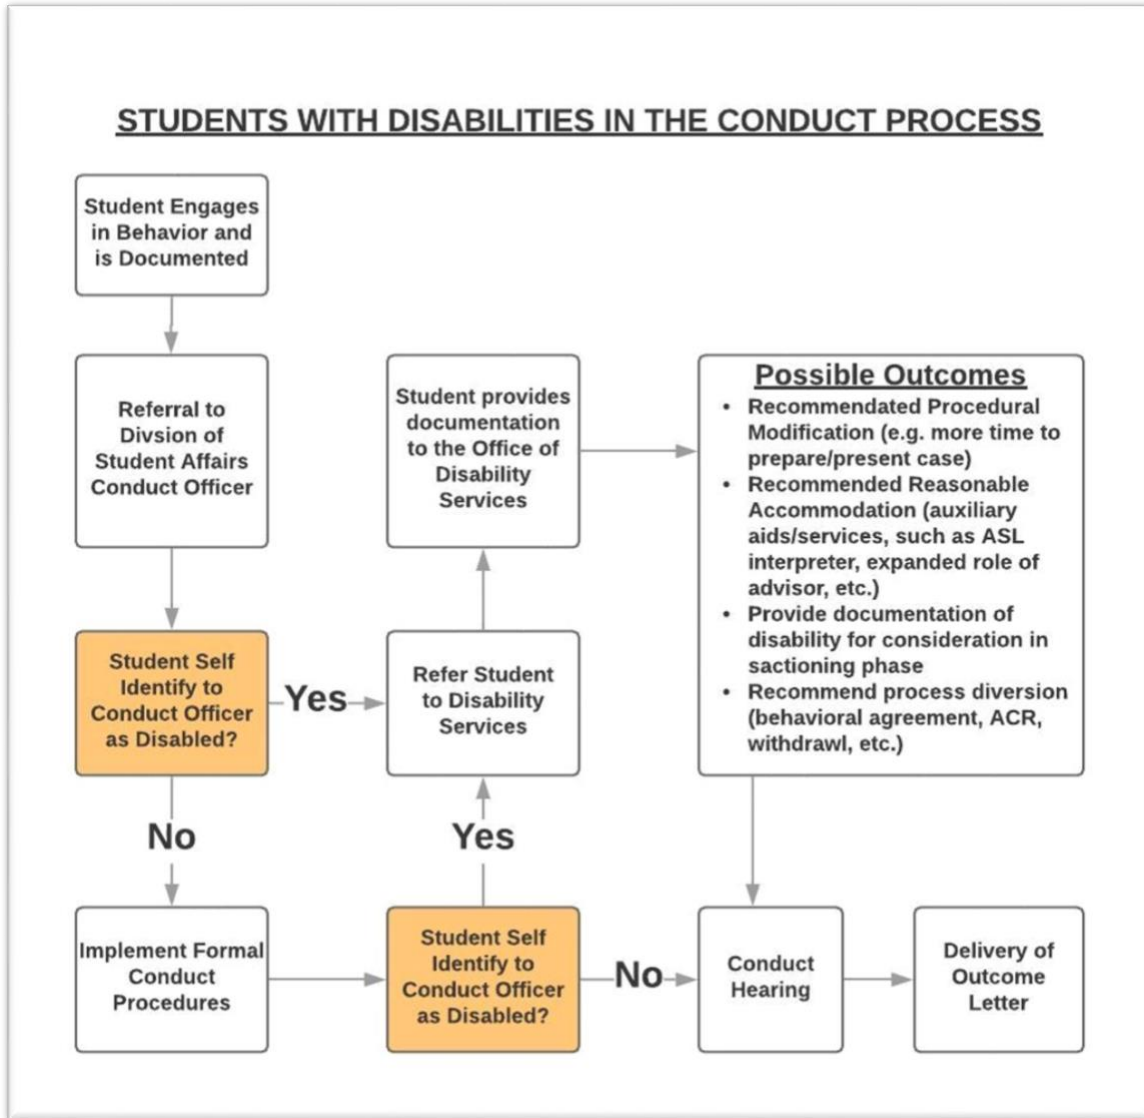 STUDENTS WITH DISABILITIES IN THE CONDUCT PROCESS
Student Engages
in Behavior and
is Documented
Referral to
Divsion of
Student Affairs
Conduct Officer
Student provides
documentation
to the Office of
Disability
Services
Possible Outcomes
• Recommendated Procedural
Modification (e.g. more time to
prepare/present case)
• Recommended Reasonable
Accommodation (auxiliary
aids/services, such as ASL
interpreter, expanded role of
advisor, etc.)
• Provide documentation of
disability for consideration in
sactioning phase
• Recommend process diversion
(behavioral agreement, ACR,
withdrawl, etc.)
Student Self
Identify to
Conduct Officer
as Disabled?
Yes
Refer Student
to Disability
Services
No
Yes
Implement Formal
Conduct
Procedures
Student Self
Identify to
Conduct Officer
as Disabled?
No
Conduct
Hearing
Delivery of
Outcome
Letter